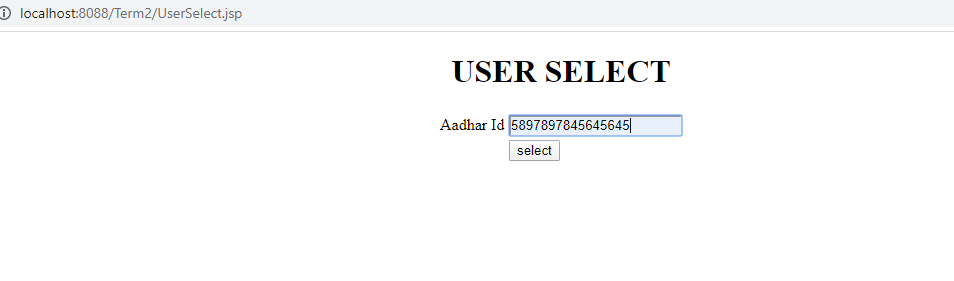 localhost:8088/Term2/UserSelect.jsp
USER SELECT
Aadhar Id 5897897845645645
select